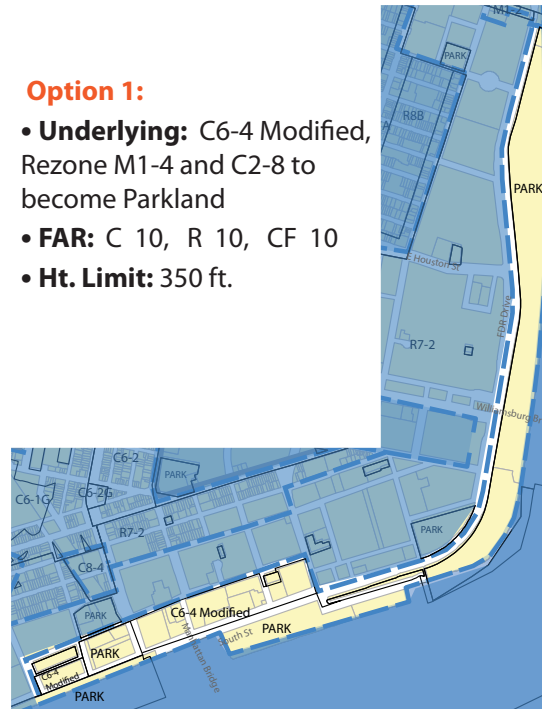 Option 1:
• Underlying: C6-4 Modified,
Rezone M1-4 and C2-8 to
become Parkland
• FAR: C 10, R 10, CF 10
• Ht. Limit: 350 ft.
M1-2
PARK
R8B
A
PARK
E Houston St
FDR Drive
R7-2
Williamsburg Br
C6-2
PARK
C6-1G
C6-2G
R7-2
PARK
C8-4
PARK
C6-4 Modified
South St
PARK
Manhattan Bridge
PARK
C6-4
Modified
PARK